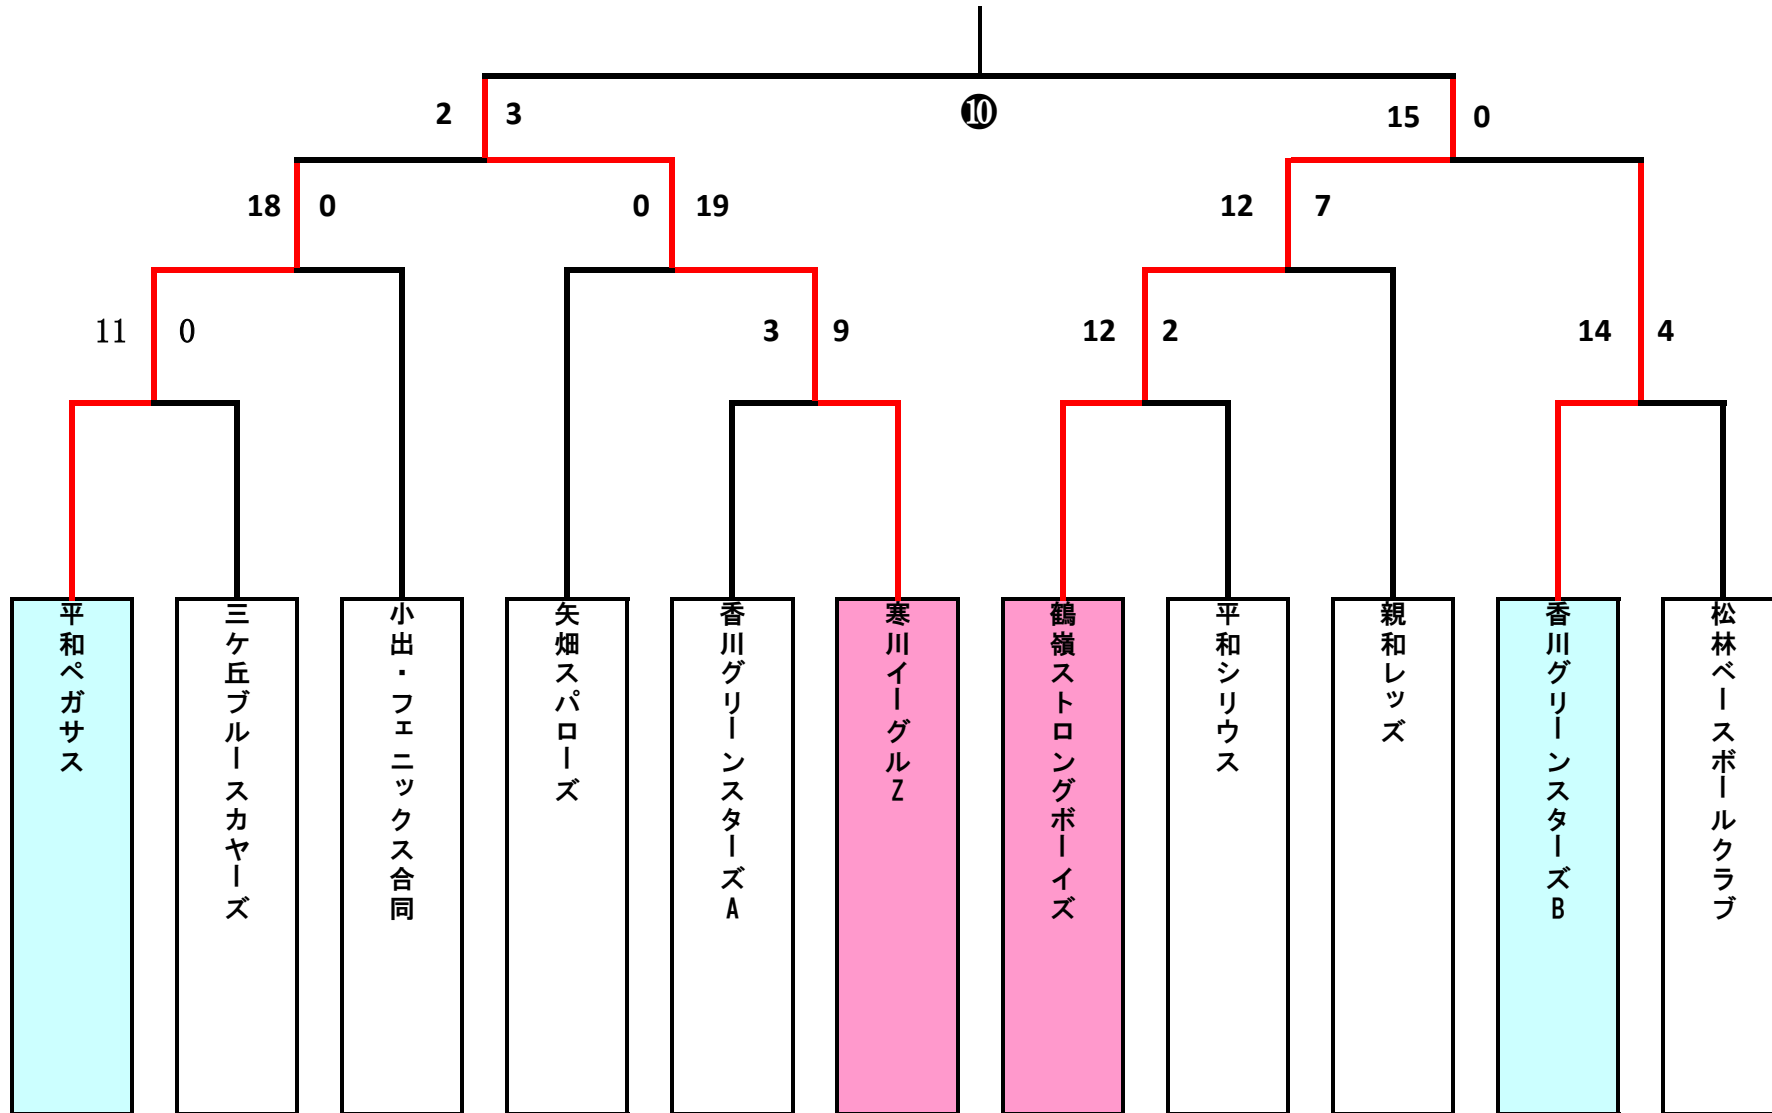 2 3 ❿ 15 0
18 0 0 19 12 7
11 0 3 9 12 2 14 4
平和ペガサス
三ケ丘ブルースカヤーズ
小出・フェニックス合同
矢畑スパローズ
香川グリーンスターズA
寒川イーグルZ
鶴嶺ストロングボーイズ
平和シリウス
親和レッズ
香川グリーンスターズB
松林ベースボールクラブ